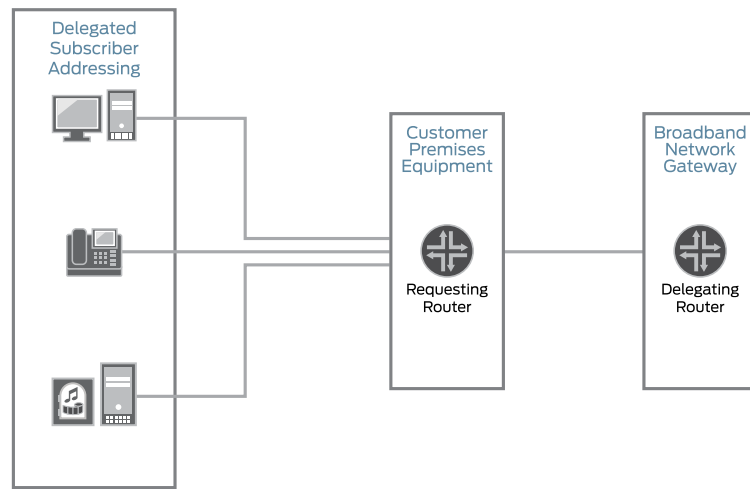 Delegated
Subscriber
Addressing
Customer
Premises
Equipment
Requesting
Router
Broadband
Network
Gateway
Delegating
Router